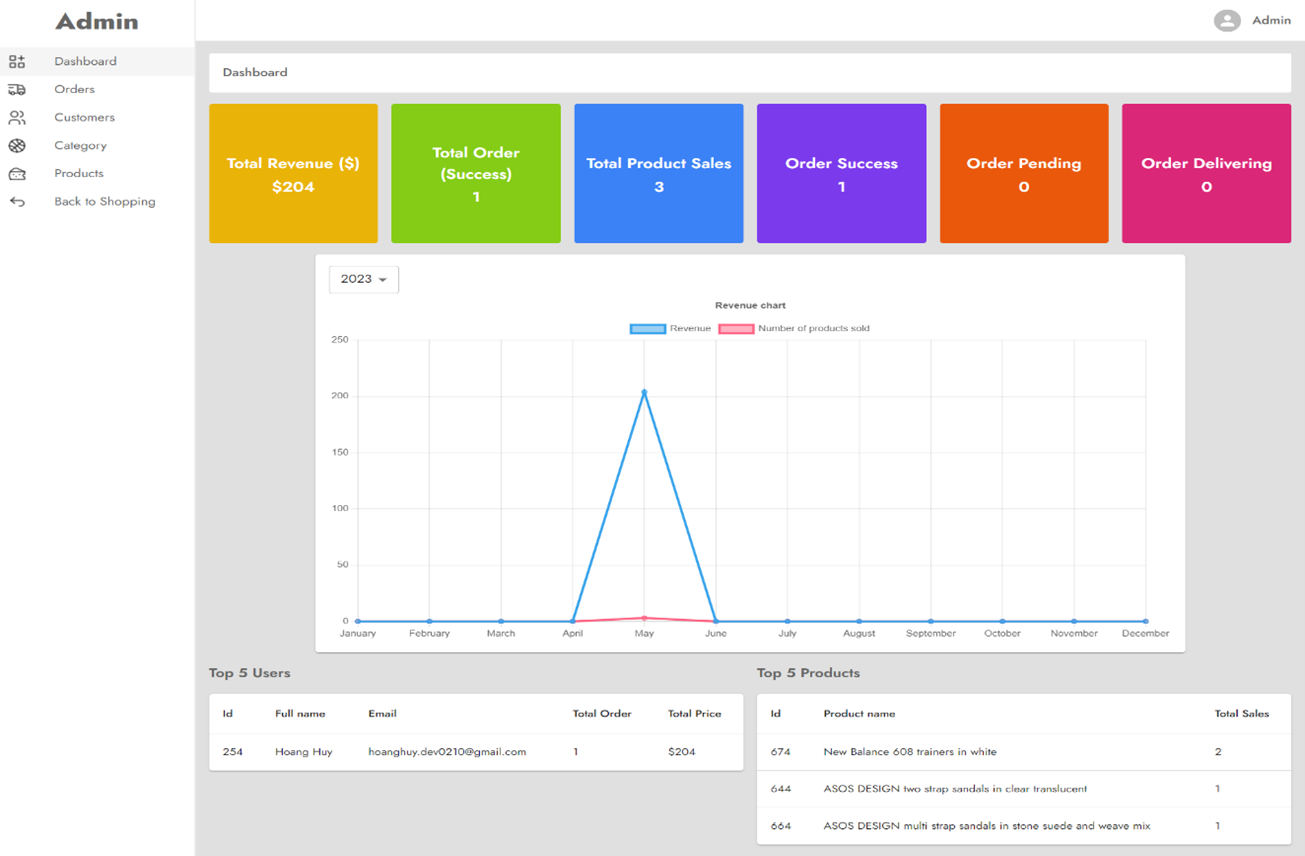 Admin
Admin
Dashboard
Orders
Customers
Category
Products
Back to Shopping
Dashboard
Total Revenue ($)
$204
Total Order
(Success)
1
Total Product Sales
3
Order Success
1
Order Pending
0
Order Delivering
0
2023
Revenue chart
Revenue Number of products sold
250
200
150
100
50
0
January February March April May June July August September October November December
Top 5 Users
Id Full name Email Total Order Total Price
254 Hoang Huy hoanghuy.dev0210@gmail.com 1 $204
Top 5 Products
Id Product name Total Sales
674 New Balance 608 trainers in white 2
644 ASOS DESIGN two strap sandals in clear translucent 1
664 ASOS DESIGN multi strap sandals in stone suede and weave mix 1